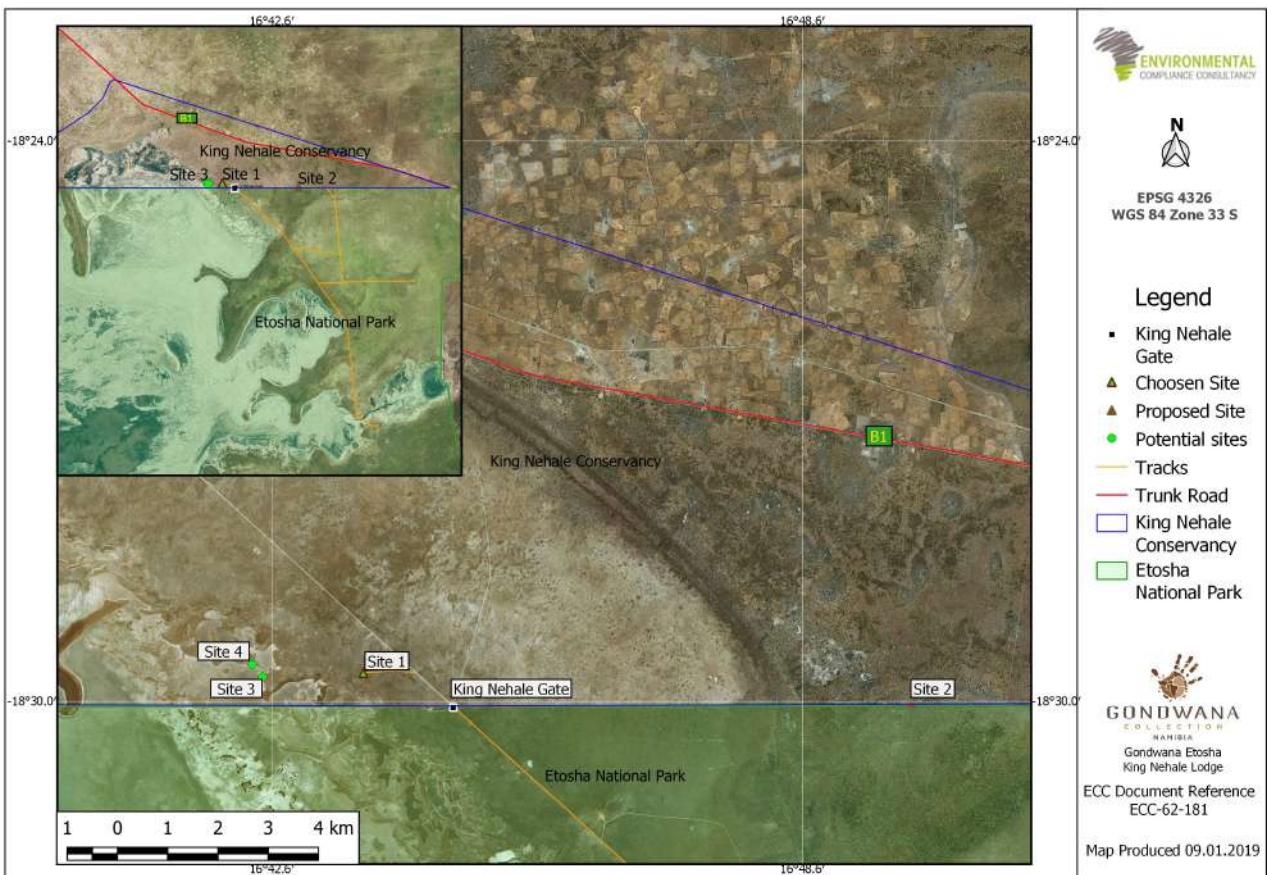 16°42.6'
16°48.6'
-18°24.0'
-18°24.0'
B1
King Nehale Conservancy
Site 3
Site 1
Site 2
Etosha National Park
B1
King Nehale Conservancy
Site 4
Site 1
Site 3
King Nehale Gate
Site 2
-18°30.0'
-18°30.0'
Etosha National Park
1 0 1 2 3 4 km
16°42.6'
16°48.6'
ENVIRONMENTAL
COMPLIANCE CONSULTANCY
N
EPSG 4326
WGS 84 Zone 33 S
Legend
King Nehale
Gate
Choosen Site
Proposed Site
Potential sites
Tracks
Trunk Road
King Nehale
Conservancy
Etosha
National Park
GONDWANA
COLLECTION
NAMIBIA
Gondwana Etosha
King Nehale Lodge
ECC Document Reference
ECC-62-181
Map Produced 09.01.2019